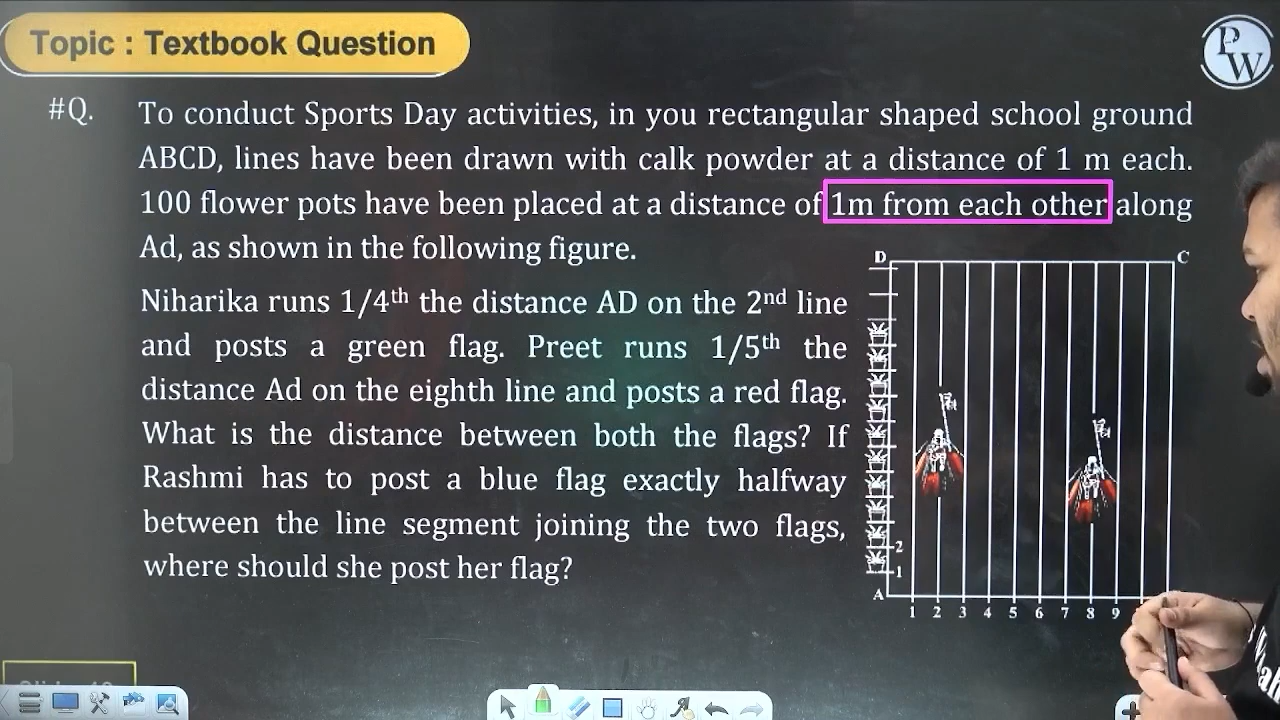 Topic : Textbook Question
PW
#Q. To conduct Sports Day activities, in you rectangular shaped school ground
ABCD, lines have been drawn with calk powder at a distance of 1 m each.
100 flower pots have been placed at a distance of 1m from each other along
Ad, as shown in the following figure.
Niharika runs 1/4th the distance AD on the 2nd line
and posts a green flag. Preet runs 1/5th the
distance Ad on the eighth line and posts a red flag.
What is the distance between both the flags? If
Rashmi has to post a blue flag exactly halfway
between the line segment joining the two flags,
where should she post her flag?
D C
2
1
A
1 2 3 4 5 6 7 8 9